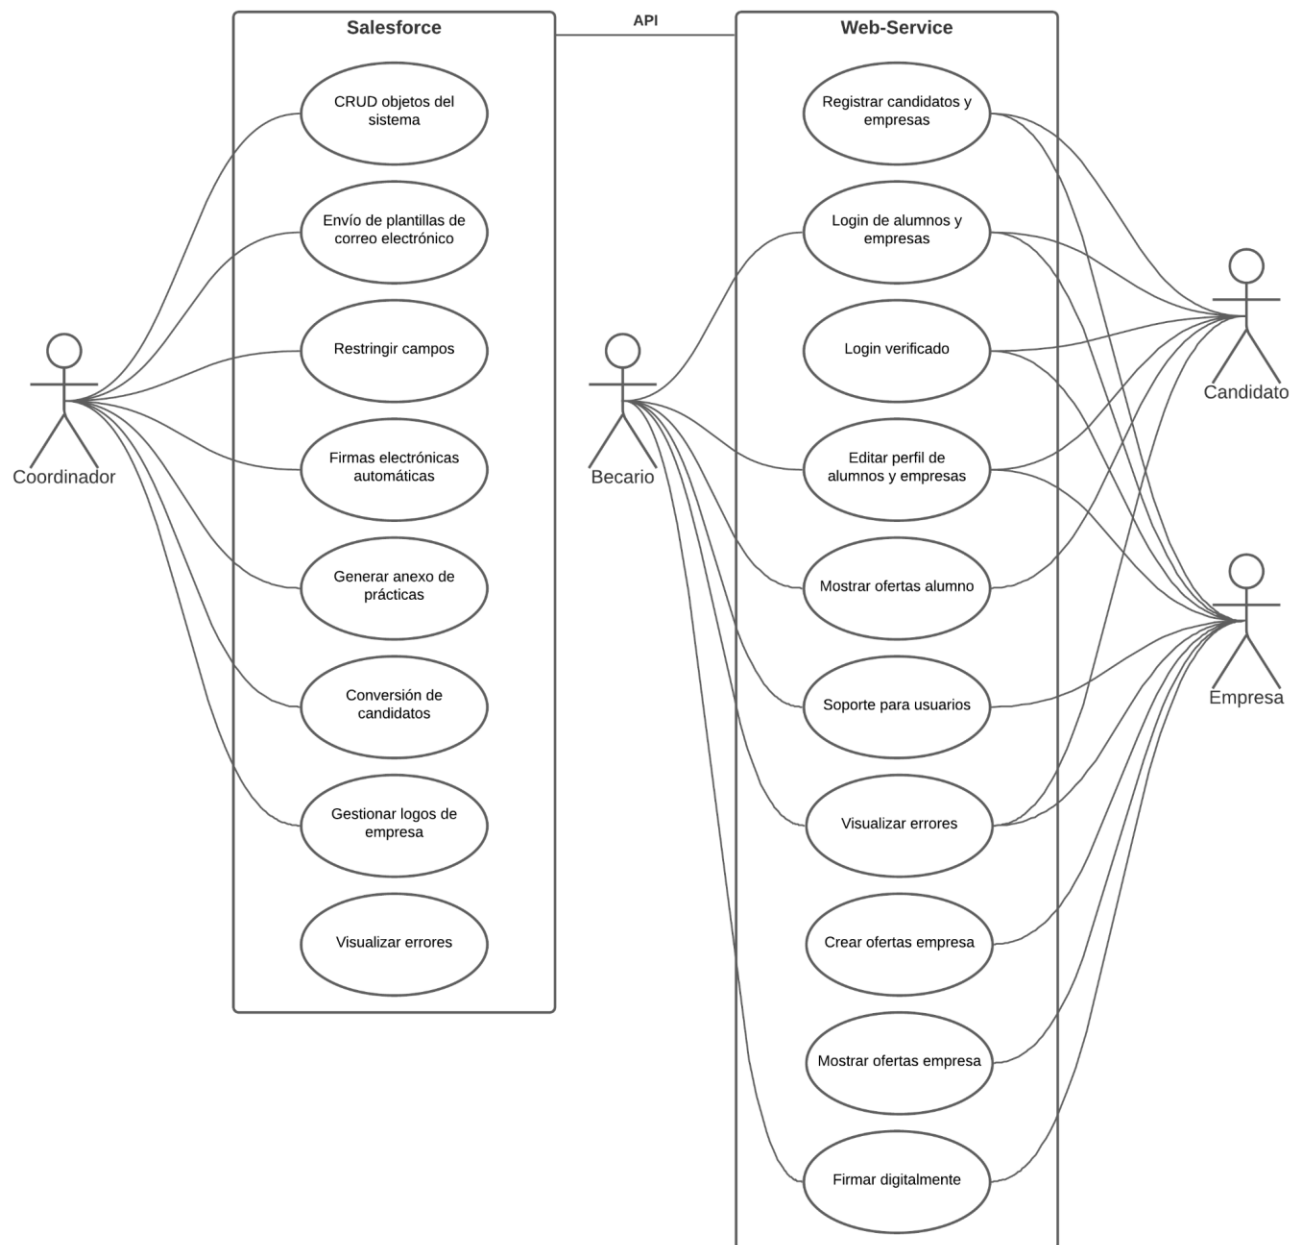 Salesforce
API
Web-Service
CRUD objetos del
sistema
Envío de plantillas de
correo electrónico
Restringir campos
Firmas electrónicas
automáticas
Generar anexo de
prácticas
Conversión de
candidatos
Gestionar logos de
empresa
Visualizar errores
Coordinador
Becario
Registrar candidatos y
empresas
Login de alumnos y
empresas
Login verificado
Editar perfil de
alumnos y empresas
Mostrar ofertas alumno
Soporte para usuarios
Visualizar errores
Crear ofertas empresa
Mostrar ofertas empresa
Firmar digitalmente
Candidato
Empresa